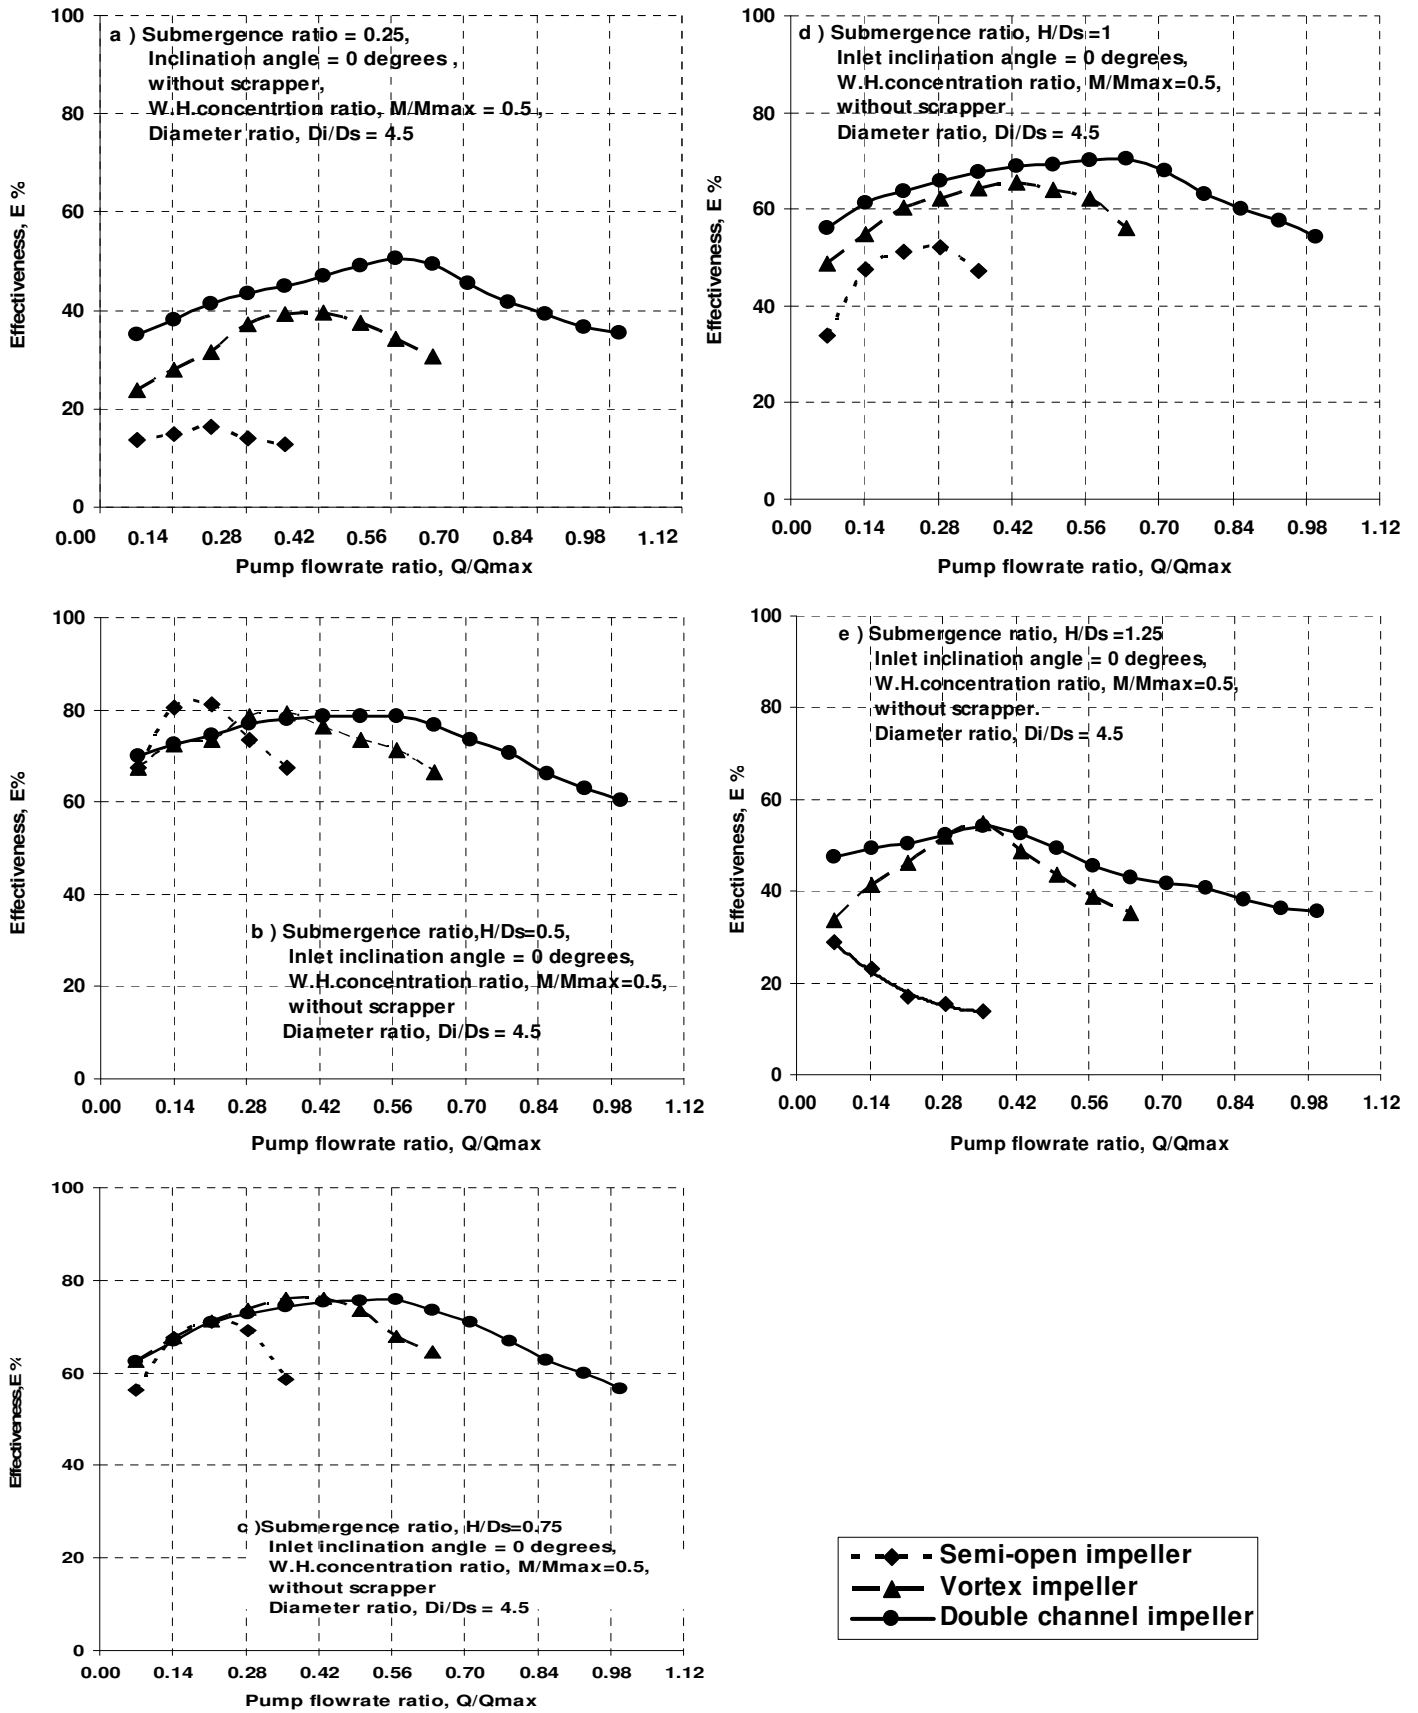 a ) Submergence ratio = 0.25,
Inclination angle = 0 degrees ,
without scrapper,
W.H.concentrtion ratio, M/Mmax = 0.5 ,
Diameter ratio, Di/Ds = 4.5
100
80
60
40
20
0
Effectiveness, E %
0.00 0.14 0.28 0.42 0.56 0.70 0.84 0.98 1.12
Pump flowrate ratio, Q/Qmax
d ) Submergence ratio, H/Ds =1
Inlet inclination angle = 0 degrees,
W.H.concentration ratio, M/Mmax=0.5,
without scrapper
Diameter ratio, Di/Ds = 4.5
100
80
60
40
20
0
Effectiveness, E %
0.00 0.14 0.28 0.42 0.56 0.70 0.84 0.98 1.12
Pump flowrate ratio, Q/Qmax
100
80
60
40
20
0
Effectiveness, E%
b ) Submergence ratio,H/Ds=0.5,
Inlet inclination angle = 0 degrees,
W.H.concentration ratio, M/Mmax=0.5,
without scrapper
Diameter ratio, Di/Ds = 4.5
0.00 0.14 0.28 0.42 0.56 0.70 0.84 0.98 1.12
Pump flowrate ratio, Q/Qmax
e ) Submergence ratio, H/Ds =1.25
Inlet inclination angle = 0 degrees,
W.H.concentration ratio, M/Mmax=0.5,
without scrapper.
Diameter ratio, Di/Ds = 4.5
100
80
60
40
20
0
Effectiveness, E %
0.00 0.14 0.28 0.42 0.56 0.70 0.84 0.98 1.12
Pump flowrate ratio, Q/Qmax
100
80
60
40
20
0
Effectiveness,E %
c )Submergence ratio, H/Ds=0.75
Inlet inclination angle = 0 degrees,
W.H.concentration ratio, M/Mmax=0.5,
without scrapper
Diameter ratio, Di/Ds = 4.5
0.00 0.14 0.28 0.42 0.56 0.70 0.84 0.98 1.12
Pump flowrate ratio, Q/Qmax
Semi-open impeller
Vortex impeller
Double channel impeller